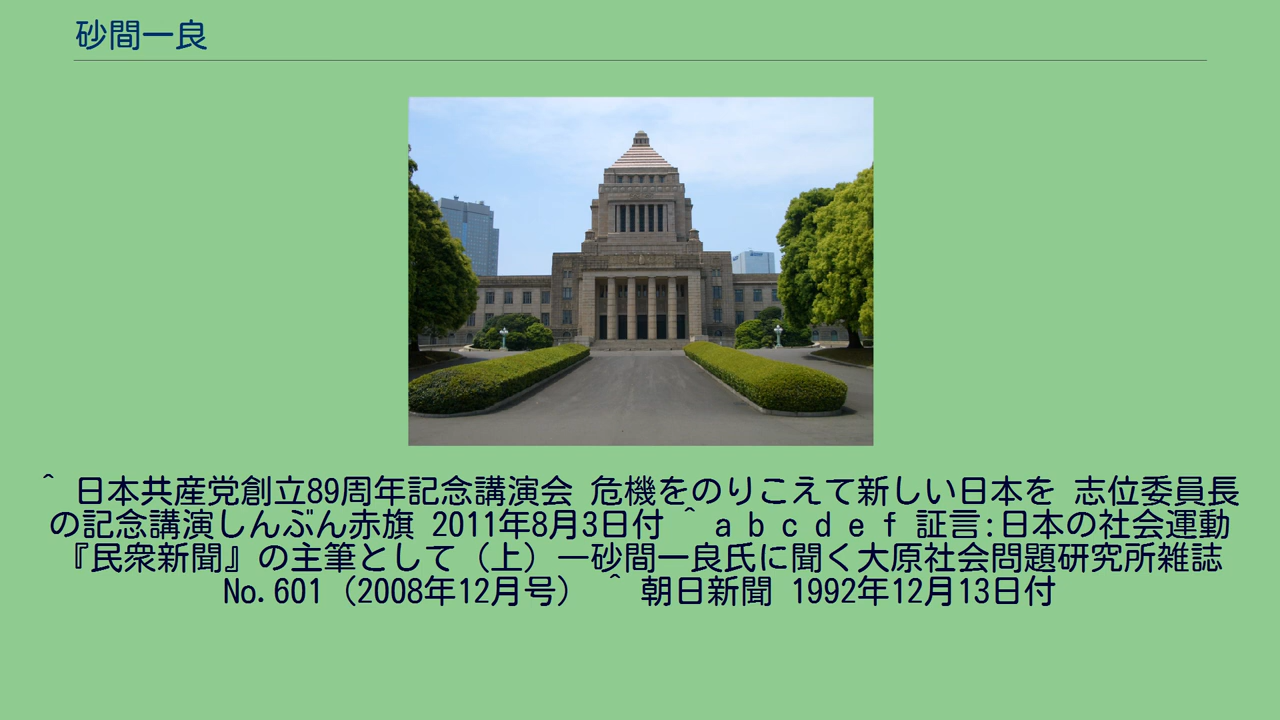 砂間一良
^ 日本共産党創立89周年記念講演会 危機をのりこえて新しい日本を 志位委員長
の記念講演しんぶん赤旗 2011年8月3日付 ^ a b c d e f 証言:日本の社会運動
『民衆新聞』の主筆として（上）―砂間一良氏に聞く大原社会問題研究所雑誌
No.601（2008年12月号） ^ 朝日新聞 1992年12月13日付